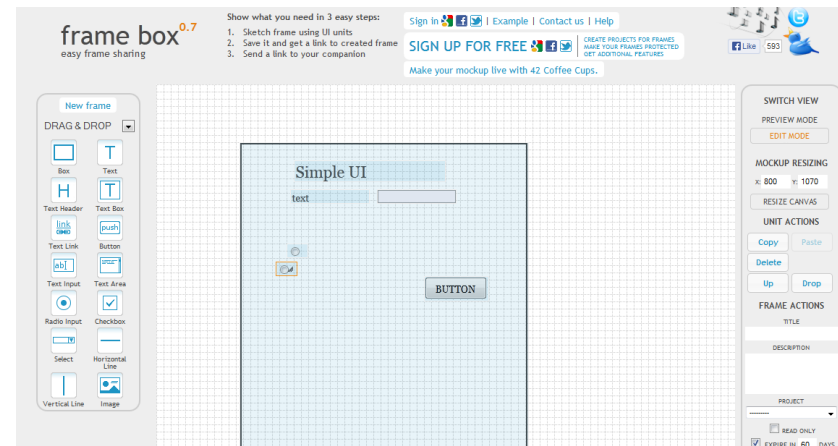 frame box 0.7
easy frame sharing
Show what you need in 3 easy steps:
1. Sketch frame using UI units
2. Save it and get a link to created frame
3. Send a link to your companion
Sign in | Example | Contact us | Help
SIGN UP FOR FREE
CREATE PROJECTS FOR FRAMES
MAKE YOUR FRAMES PROTECTED
GET ADDITIONAL FEATURES
Make your mockup live with 42 Coffee Cups.
Like 593
New frame
DRAG & DROP
Box Text
Text Header Text Box
link
push
Text Link Button
ab
Text Input Text Area
Radio Input Checkbox
Select Horizontal
Line
Vertical Line Image
Simple UI
text
BUTTON
SWITCH VIEW
PREVIEW MODE
EDIT MODE
MOCKUP RESIZING
X: 800 Y: 1070
RESIZE CANVAS
UNIT ACTIONS
Copy Paste
Delete
Up Drop
FRAME ACTIONS
TITLE
DESCRIPTION
PROJECT
---------
READ ONLY
EXPIRE IN 60 DAYS